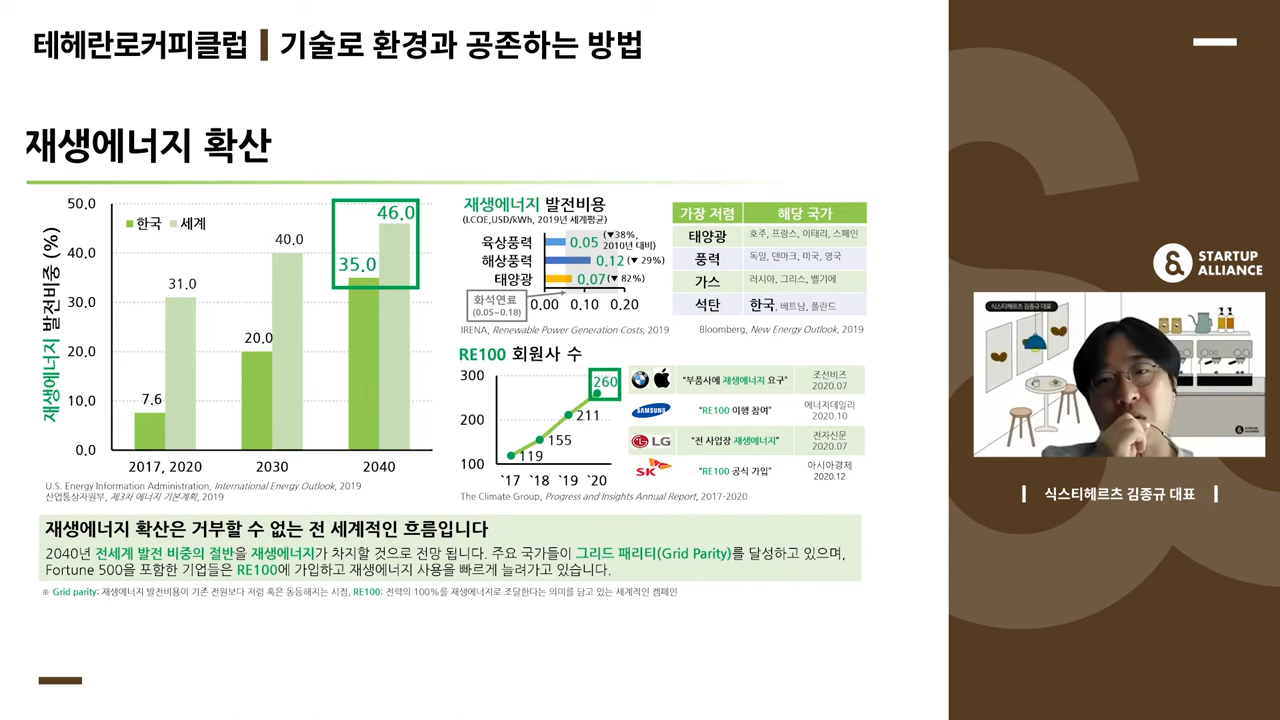 테헤란로커피클럽 | 기술로 환경과 공존하는 방법
재생에너지 확산
재생에너지 발전비중 (%)
50.0
40.0
30.0
20.0
10.0
0.0
한국 세계
7.6
31.0
20.0
40.0
35.0
46.0
2017, 2020
2030
2040
U.S. Energy Information Administration, International Energy Outlook, 2019
산업통상자원부, 제3차 에너지 기본계획, 2019
재생에너지 발전비용
(LCOE,USD/kWh, 2019년 세계평균)
육상풍력 0.05 (▼38%, 2010년 대비)
해상풍력 0.12 (▼ 29%)
태양광 0.07 (▼ 82%)
화석연료
(0.05~0.18)
0.00 0.10 0.20
IRENA, Renewable Power Generation Costs, 2019
가장 저렴 해당 국가
태양광 호주, 프랑스, 이태리, 스페인
풍력 독일, 덴마크, 미국, 영국
가스 러시아, 그리스, 벨기에
석탄 한국, 베트남, 폴란드
Bloomberg, New Energy Outlook, 2019
RE100 회원사 수
300
200
100
119
155
211
260
`17 `18 `19 `20
The Climate Group, Progress and Insights Annual Report, 2017-2020
“부품사에 재생에너지 요구” 조선비즈 2020.07
SAMSUNG “RE100 이행 참여” 에너지데일리 2020.10
LG “전 사업장 재생에너지” 전자신문 2020.07
SK “RE100 공식 가입” 아시아경제 2020.12
재생에너지 확산은 거부할 수 없는 전 세계적인 흐름입니다
2040년 전세계 발전 비중의 절반을 재생에너지가 차지할 것으로 전망 됩니다. 주요 국가들이 그리드 패리티(Grid Parity)를 달성하고 있으며,
Fortune 500을 포함한 기업들은 RE100에 가입하고 재생에너지 사용을 빠르게 늘려가고 있습니다.
※ Grid parity: 재생에너지 발전비용이 기존 전원보다 저렴 혹은 동등해지는 시점, RE100: 전력의 100%를 재생에너지로 조달한다는 의미를 담고 있는 세계적인 캠페인
STARTUP
ALLIANCE
식스티헤르츠 김종규 대표
식스티헤르츠 김종규 대표